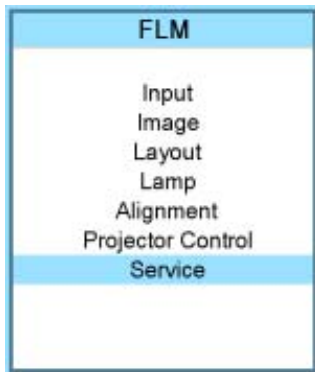 FLM
Input
Image
Layout
Lamp
Alignment
Projector Control
Service